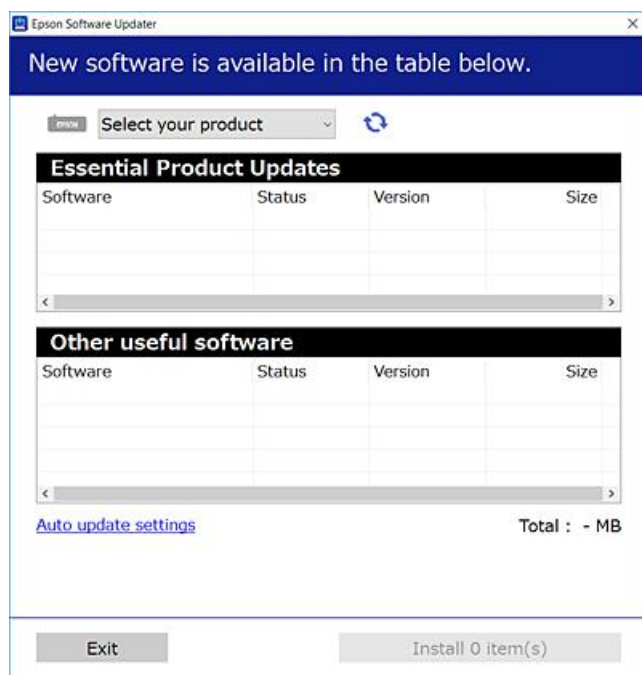 Epson Software Updater
New software is available in the table below.
EPSON Select your product
Essential Product Updates
Software Status Version Size
Other useful software
Software Status Version Size
Auto update settings Total : - MB
Exit Install 0 item(s)